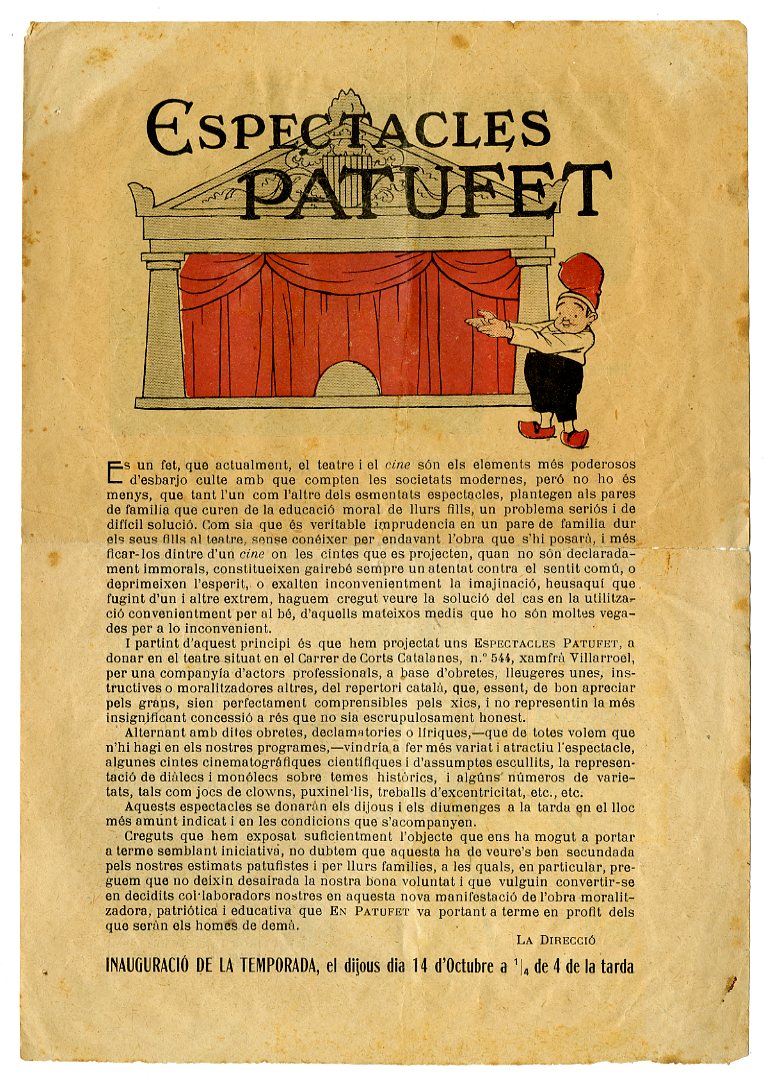 ESPECTACLES
PATUFET
Es un fet, que actualment, el teatre i el cine són els elements més poderosos
d'esbarjo culte amb que compten les societats modernes, peró no ho és
menys, que tant l'un com l'altre dels esmentats espectacles, plantegen als pares
de familia que curen de la educació moral de llurs fills, un problema seriós i de
difícil solució. Com sia que és veritable imprudencia en un pare de familia dur
els seus fills al teatre, sense conéixer per endavant l'obra que s'hi posará, i més
ficar-los dintre d'un cine on les cintes que es projecten, quan no són declarada-
ment immorals, constitueixen gairebé sempre un atentat contra el sentit comú, o
deprimeixen l'esperit, o exalten inconvenientment la imajinació, heusaquí que
fugint d'un i altre extrem, haguem cregut veure la solució del cas en la utilitza-
ció convenientment per al bé, d'aquells mateixos medis que ho són moltes vega-
des per a lo inconvenient.
I partint d'aquest principi és que hem projectat uns ESPECTACLES PATUFET, a
donar en el teatre situat en el Carrer de Corts Catalanes, n.º 544, xamfrá Villarroel,
per una companyía d'actors professionals, a base d'obretes, lleugeres unes, ins-
tructives o moralitzadores altres, del repertori catalá, que, essent, de bon apreciar
pels grans, sien perfectament comprensibles pels xics, i no representin la més
insignificant concessió a rés que no sia escrupulosament honest.
Alternant amb dites obretes, declamatories o líriques,—que de totes volem que
n'hi hagi en els nostres programes,—vindría a fer més variat i atractiu l'espectacle,
algunes cintes cinematográfiques científiques i d'assumptes escullits, la represen-
tació de diálecs i monólecs sobre temes histórics, i algúns números de varie-
tats, tals com jocs de clowns, puxinel·lis, treballs d'excentricitat, etc., etc.
Aquests espectacles se donarán els dijous i els diumenges a la tarda en el lloc
més amunt indicat i en les condicions que s'acompanyen.
Creguts que hem exposat suficientment l'objecte que ens ha mogut a portar
a terme semblant iniciativa, no dubtem que aquesta ha de veure's ben secundada
pels nostres estimats patufistes i per llurs families, a les quals, en particular, pre-
guem que no deixin desairada la nostra bona voluntat i que vulguin convertir-se
en decidits col·laboradors nostres en aquesta nova manifestació de l'obra moralit-
zadora, patriótica i educativa que EN PATUFET va portant a terme en profit dels
que serán els homes de demá.
LA DIRECCIÓ
INAUGURACIÓ DE LA TEMPORADA, el dijous dia 14 d'Octubre a 1/4 de 4 de la tarda